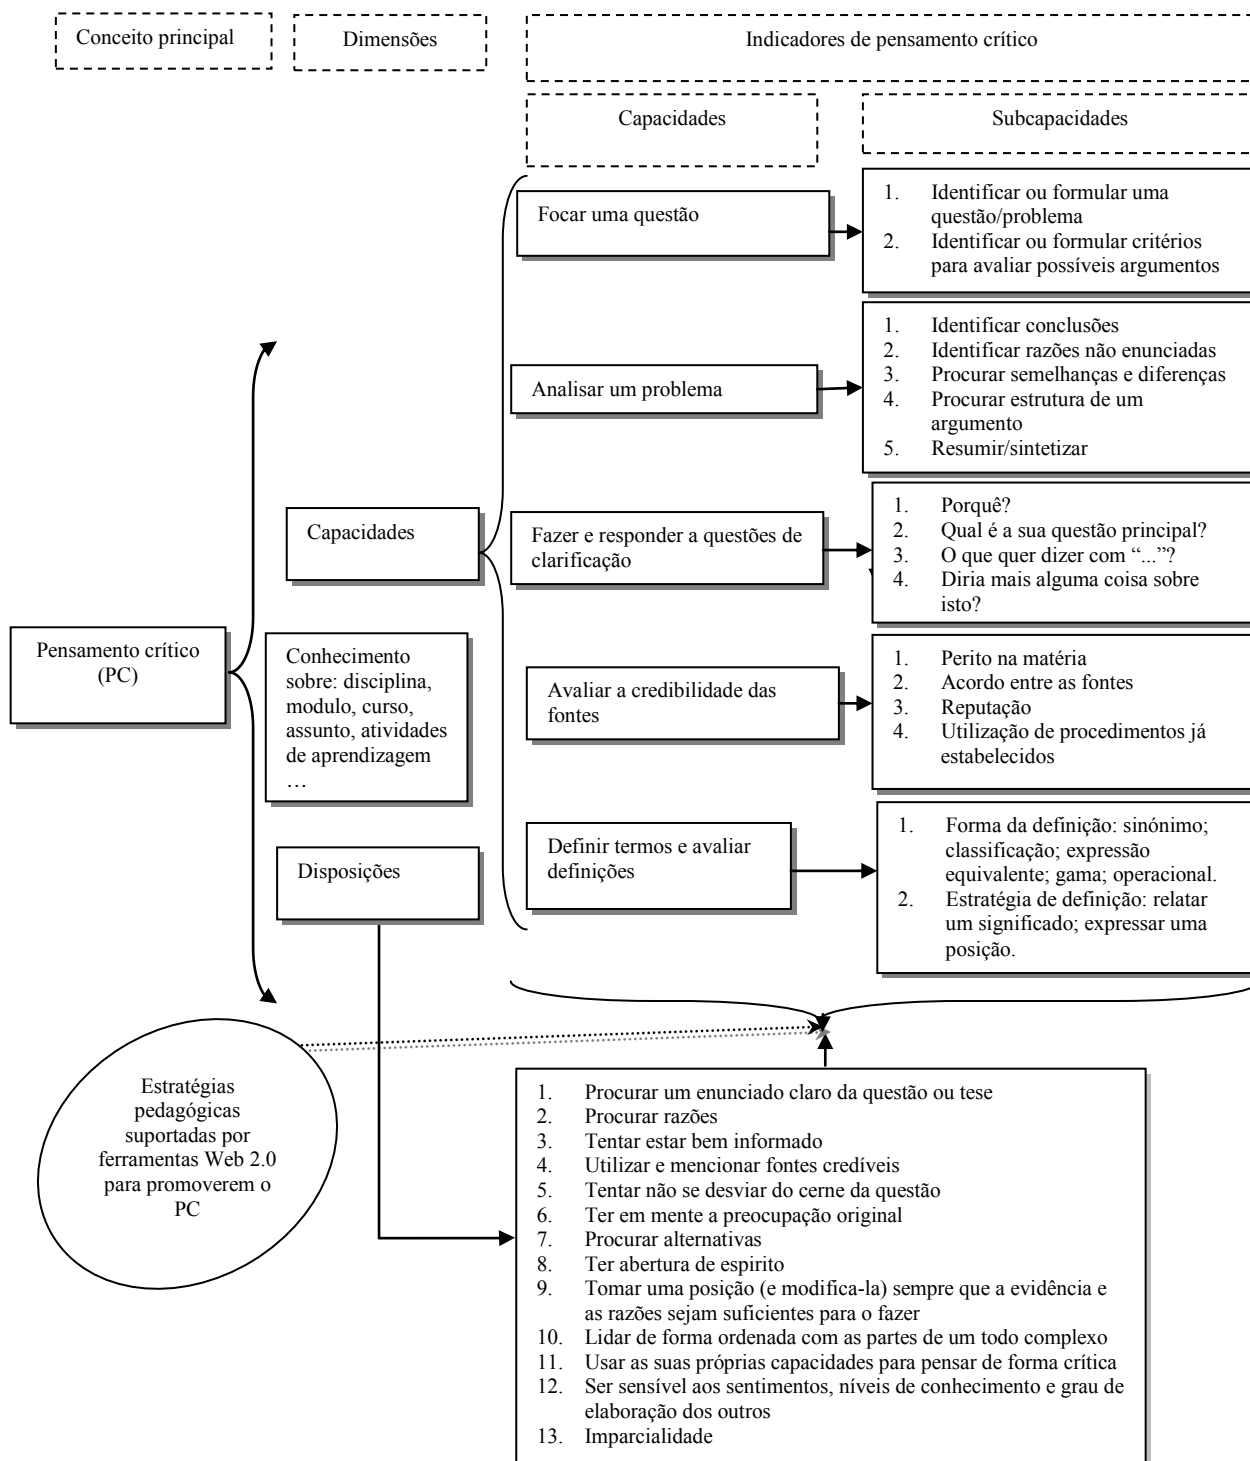 Conceito principal
Dimensões
Indicadores de pensamento crítico
Capacidades
Subcapacidades
Focar uma questão
1. Identificar ou formular uma
questão/problema
2. Identificar ou formular critérios
para avaliar possíveis argumentos
Analisar um problema
1. Identificar conclusões
2. Identificar razões não enunciadas
3. Procurar semelhanças e diferenças
4. Procurar estrutura de um
argumento
5. Resumir/sintetizar
Capacidades
Fazer e responder a questões de
clarificação
1. Porquê?
2. Qual é a sua questão principal?
3. O que quer dizer com “...”?
4. Diria mais alguma coisa sobre
isto?
Pensamento crítico
(PC)
Conhecimento
sobre: disciplina,
modulo, curso,
assunto, atividades
de aprendizagem
…
Avaliar a credibilidade das
fontes
1. Perito na matéria
2. Acordo entre as fontes
3. Reputação
4. Utilização de procedimentos já
estabelecidos
Disposições
Definir termos e avaliar
definições
1. Forma da definição: sinónimo;
classificação; expressão
equivalente; gama; operacional.
2. Estratégia de definição: relatar
um significado; expressar uma
posição.
Estratégias
pedagógicas
suportadas por
ferramentas Web 2.0
para promoverem o
PC
1. Procurar um enunciado claro da questão ou tese
2. Procurar razões
3. Tentar estar bem informado
4. Utilizar e mencionar fontes credíveis
5. Tentar não se desviar do cerne da questão
6. Ter em mente a preocupação original
7. Procurar alternativas
8. Ter abertura de espirito
9. Tomar uma posição (e modifica-la) sempre que a evidência e
as razões sejam suficientes para o fazer
10. Lidar de forma ordenada com as partes de um todo complexo
11. Usar as suas próprias capacidades para pensar de forma crítica
12. Ser sensível aos sentimentos, níveis de conhecimento e grau de
elaboração dos outros
13. Imparcialidade